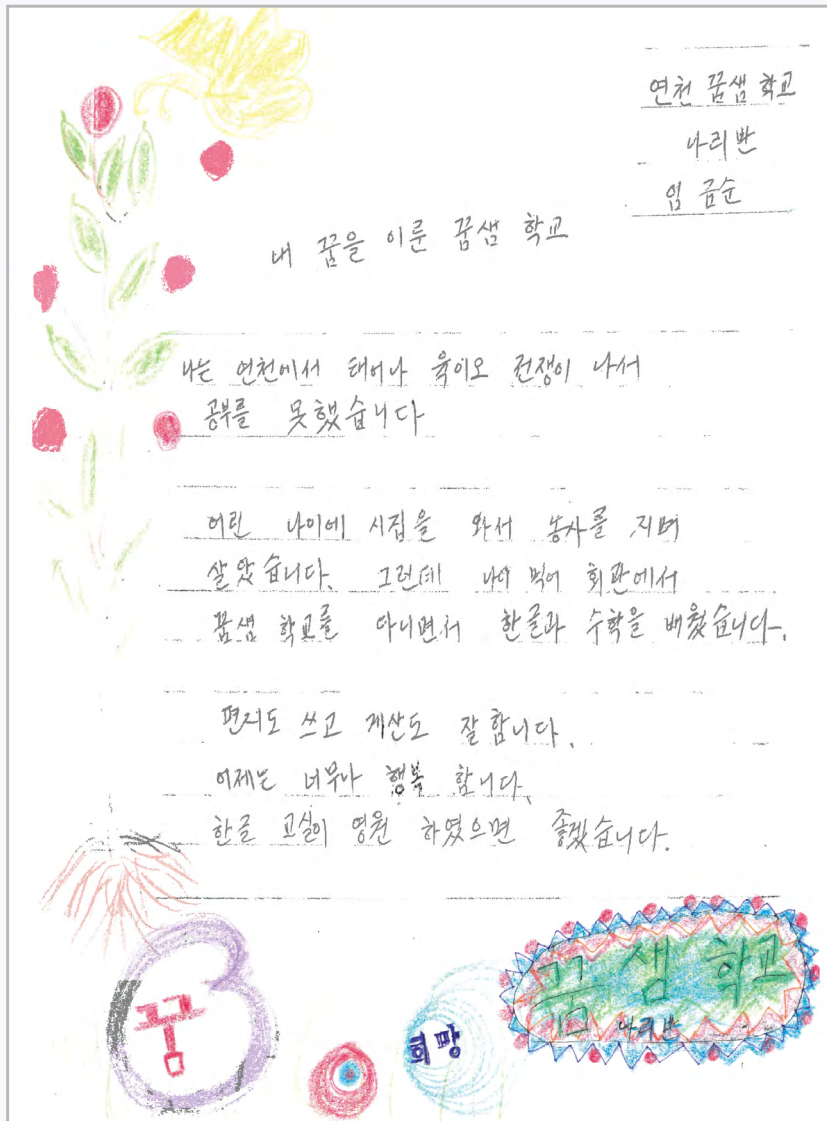 연천 꿈샘 학교
나리반
임 금순
내 꿈을 이룬 꿈샘 학교
나는 연천에서 태어나 육이오 전쟁이 나서
공부를 못했습니다
어린 나이에 시집을 와서 농사를 지며
살았습니다. 그런데 나이 먹어 회관에서
꿈샘 학교를 다니면서 한글과 수학을 배웠습니다.
편지도 쓰고 계산도 잘 합니다.
이제는 너무나 행복 합니다.
한글 교실이 영원 하였으면 좋겠습니다.
꿈
희망
꿈샘 학교
나리반